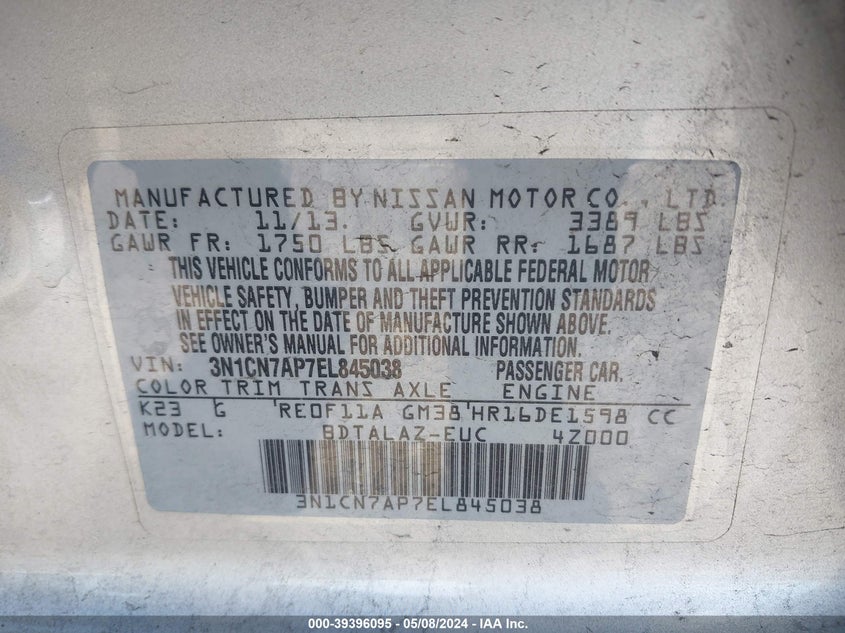 MANUFACTURED BY NISSAN MOTOR CO., LTD.
DATE: 11/13. GVWR: 3389 LBS
GAWR FR: 1750 LBS GAWR RR: 1687 LBS
THIS VEHICLE CONFORMS TO ALL APPLICABLE FEDERAL MOTOR
VEHICLE SAFETY, BUMPER AND THEFT PREVENTION STANDARDS
IN EFFECT ON THE DATE OF MANUFACTURE SHOWN ABOVE.
SEE OWNER'S MANUAL FOR ADDITIONAL INFORMATION.
VIN: 3N1CN7AP7EL845038 PASSENGER CAR.
COLOR TRIM TRANS AXLE ENGINE
K23 G RE0F11A GM38 HR16DE1598 CC
MODEL: BDTALAZ-EUC 4Z000
3N1CN7AP7EL845038
000-39396095 - 05/08/2024 - IAA Inc.